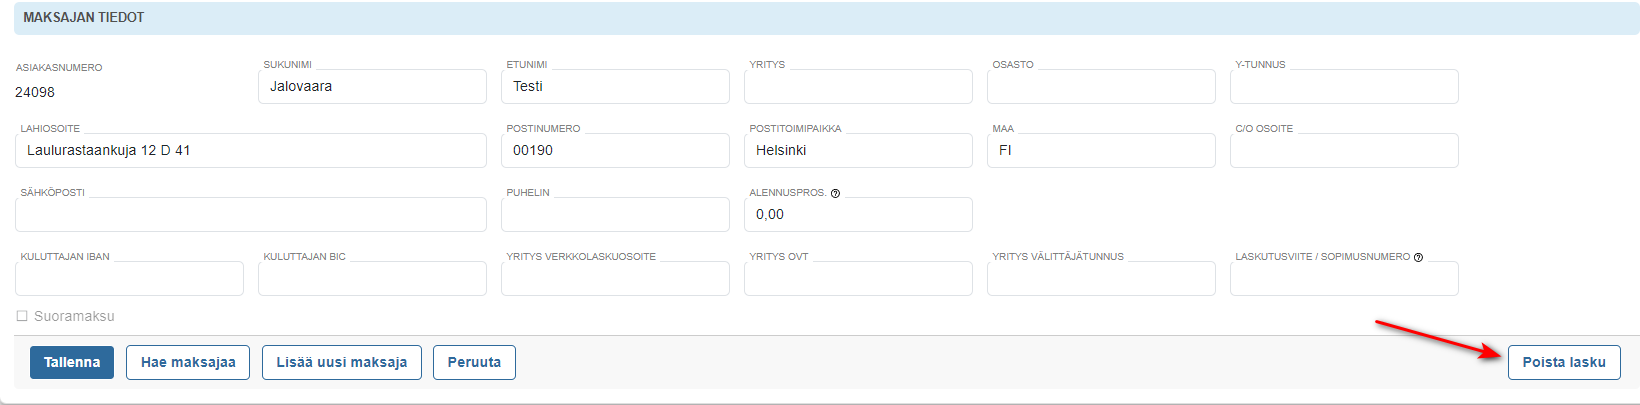 MAKSAJAN TIEDOT
ASIAKASNUMERO SUKUNIMI ETUNIMI YRITYS OSASTO Y-TUNNUS
24098 Jalovaara Testi
LAHIOSOITE POSTINUMERO POSTITOIMIPAIKKA MAA C/O OSOITE
Laulurastaankuja 12 D 41 00190 Helsinki FI
SÄHKÖPOSTI PUHELIN ALENNUSPROS. ?
0,00
KULUTTAJAN IBAN KULUTTAJAN BIC YRITYS VERKKOLASKUOSOITE YRITYS OVT YRITYS VÄLITTÄJÄTUNNUS LASKUTUSVIITE / SOPIMUSNUMERO ?
Suoramaksu
Tallenna Hae maksajaa Lisää uusi maksaja Peruuta Poista lasku